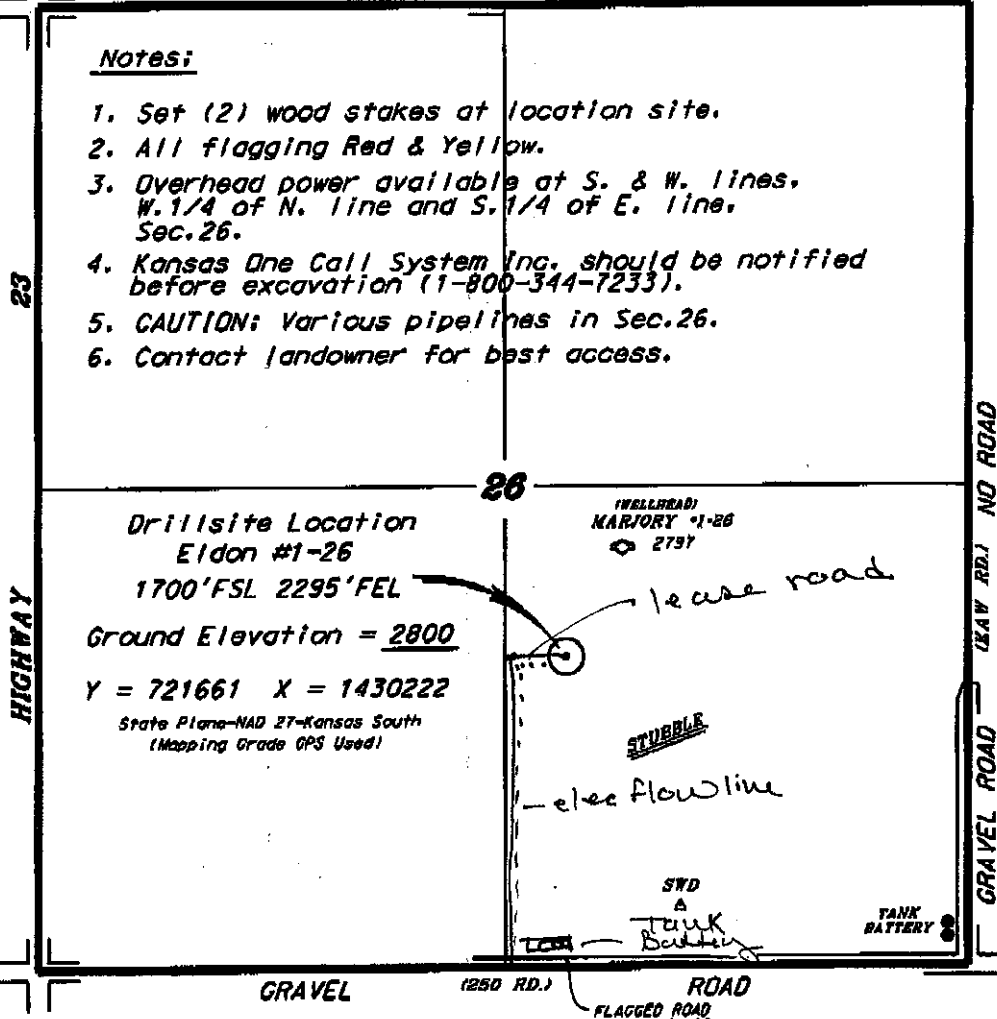 Notes:
1. Set (2) wood stakes at location site.
2. All flagging Red & Yellow.
3. Overhead power available at S. & W. lines,
W.1/4 of N. line and S.1/4 of E. line,
Sec.26.
4. Kansas One Call System Inc. should be notified
before excavation (1-800-344-7233).
5. CAUTION: Various pipelines in Sec.26.
6. Contact landowner for best access.
23
HIGHWAY
26
Drillsite Location
Eldon #1-26
1700'FSL 2295'FEL
Ground Elevation = 2800
Y = 721661 X = 1430222
State Plane-NAD 27-Kansas South
(Mapping Grade GPS Used)
(WELLHEAD)
MARJORY #1-26
2797
lease road
STUBBLE
elec flowline
SWD
Tank
Battery
TANK
BATTERY
NO ROAD
(KAW RD.)
GRAVEL ROAD
GRAVEL (250 RD.) ROAD
FLAGGED ROAD